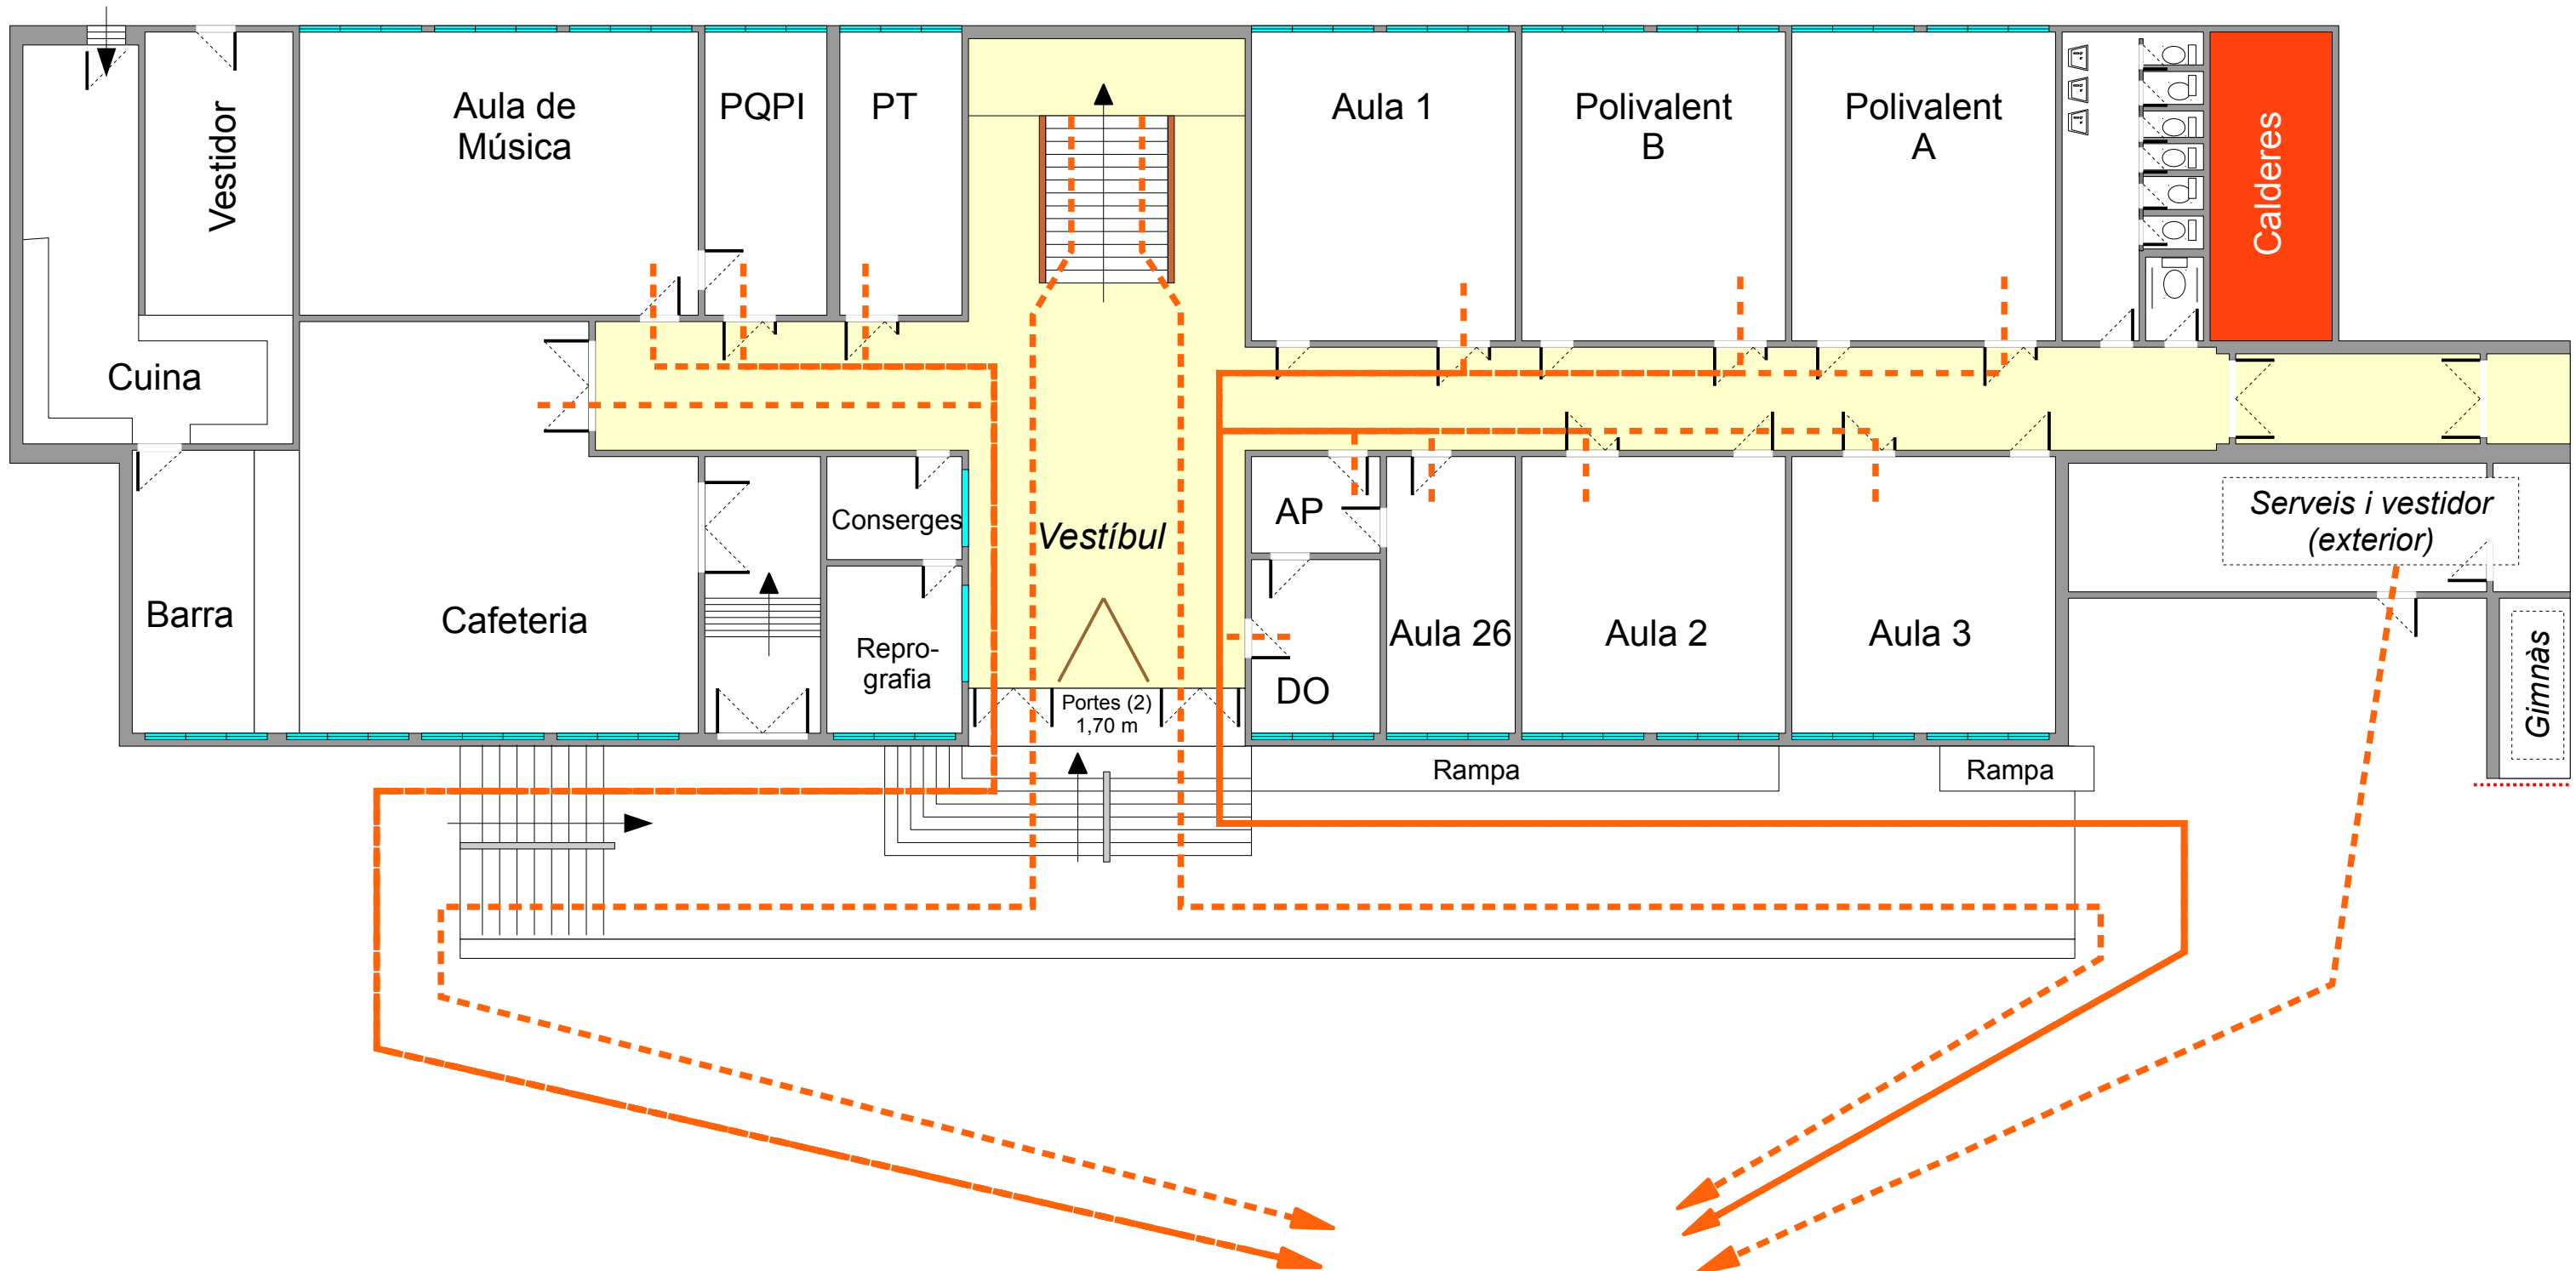 Vestidor
Aula de
Música
PQPI
PT
Aula 1
Polivalent
B
Polivalent
A
Calderes
Cuina
Conserges
Vestíbul
AP
Serveis i vestidor
(exterior)
Barra
Cafeteria
Repro-
grafia
Portes (2)
1,70 m
DO
Aula 26
Aula 2
Aula 3
Gimnàs
Rampa
Rampa